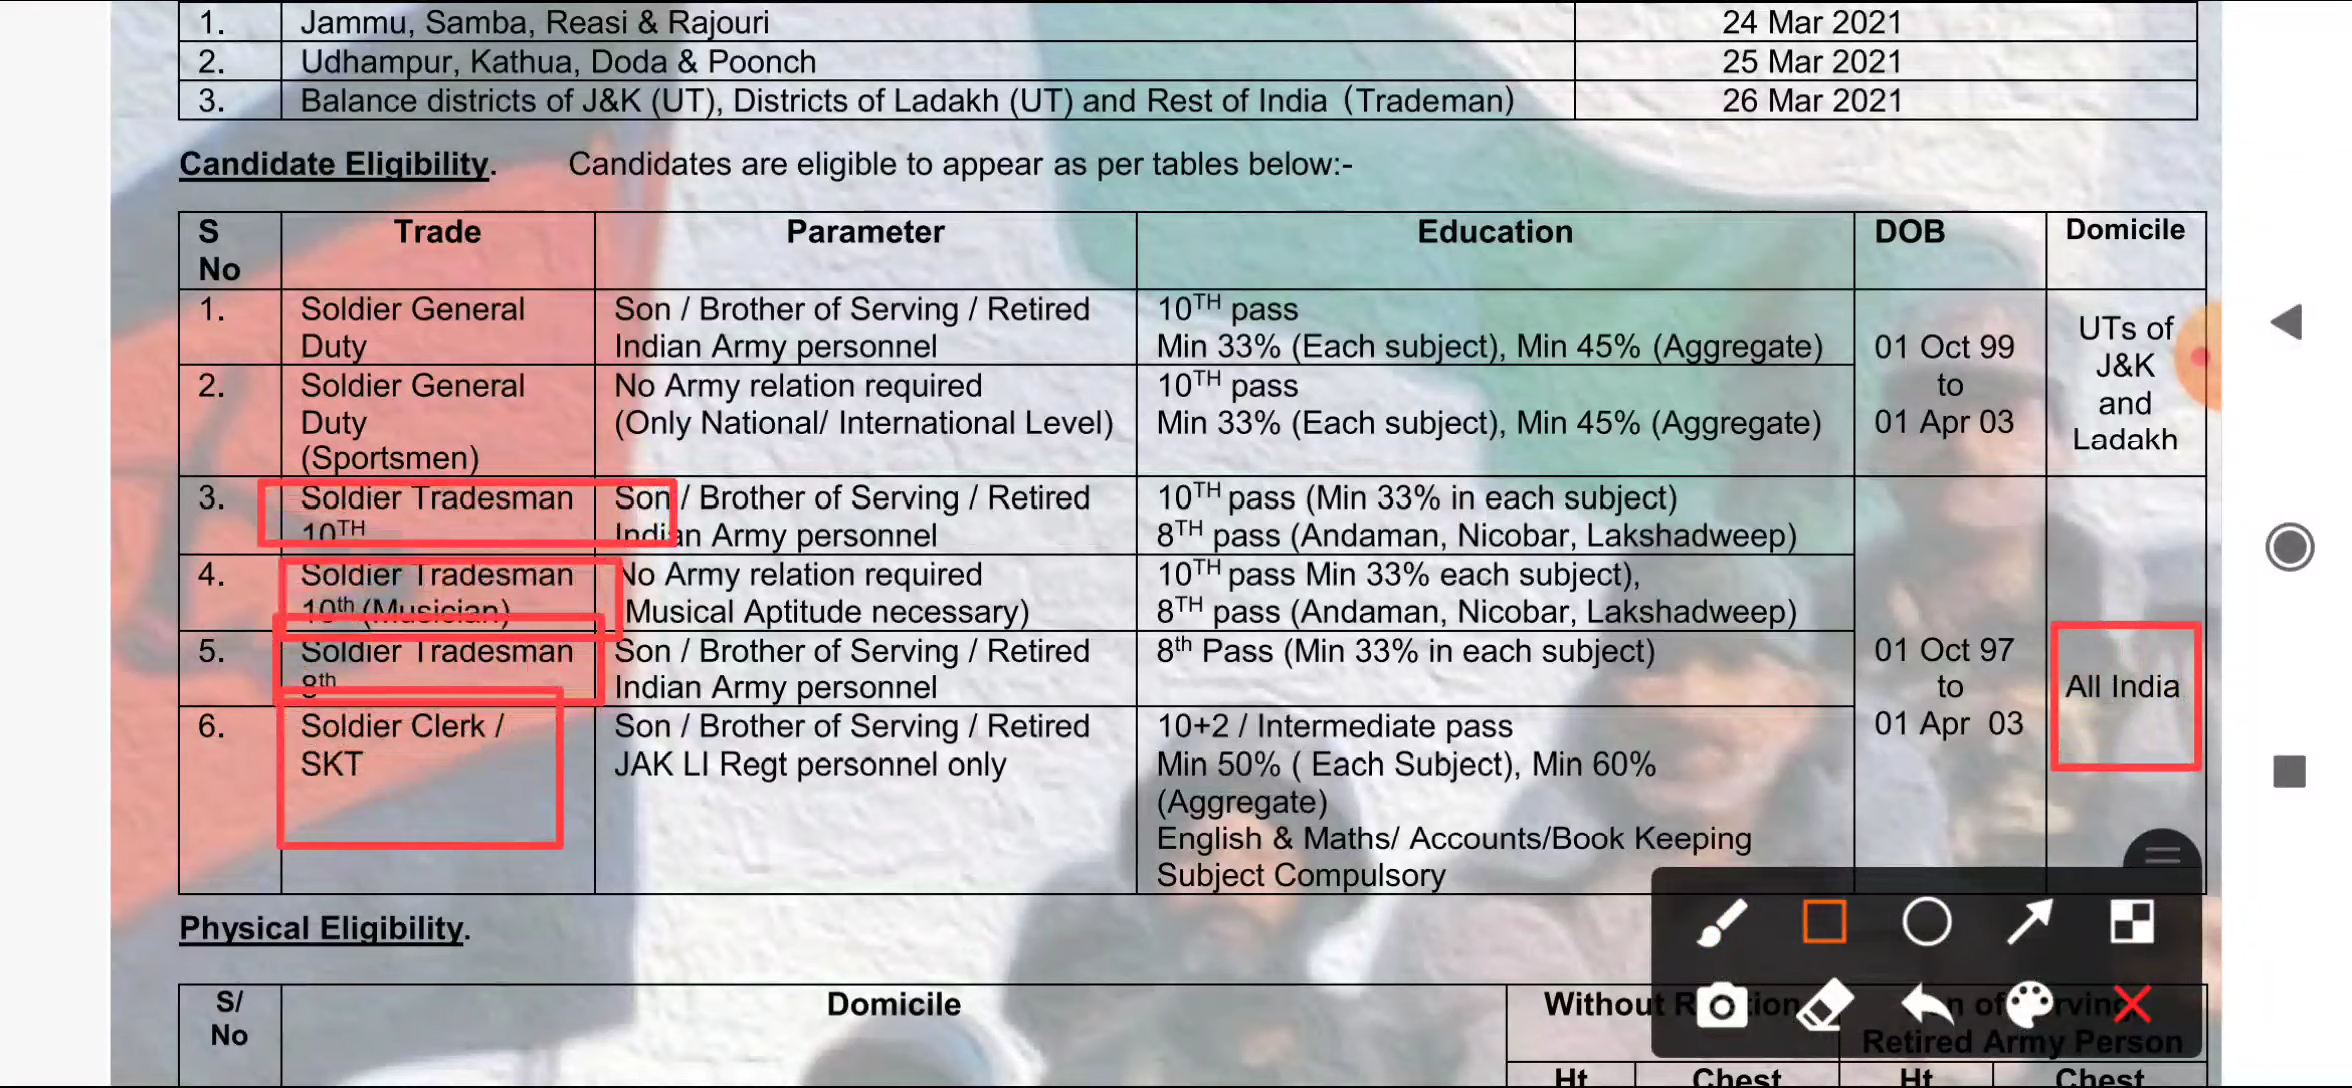 1. Jammu, Samba, Reasi & Rajouri 24 Mar 2021
2. Udhampur, Kathua, Doda & Poonch 25 Mar 2021
3. Balance districts of J&K (UT), Districts of Ladakh (UT) and Rest of India (Trademan) 26 Mar 2021
Candidate Eligibility. Candidates are eligible to appear as per tables below:-
S No Trade Parameter Education DOB Domicile
1. Soldier General Duty
Son / Brother of Serving / Retired
Indian Army personnel
10TH pass
Min 33% (Each subject), Min 45% (Aggregate)
2. Soldier General Duty (Sportsmen)
No Army relation required
(Only National/ International Level)
10TH pass
Min 33% (Each subject), Min 45% (Aggregate)
01 Oct 99
to
01 Apr 03
UTs of
J&K
and
Ladakh
3. Soldier Tradesman
10TH
Son / Brother of Serving / Retired
Indian Army personnel
10TH pass (Min 33% in each subject)
8TH pass (Andaman, Nicobar, Lakshadweep)
4. Soldier Tradesman
10th (Musician)
No Army relation required
Musical Aptitude necessary)
10TH pass Min 33% each subject),
8TH pass (Andaman, Nicobar, Lakshadweep)
5. Soldier Tradesman
8th
Son / Brother of Serving / Retired
Indian Army personnel
8th Pass (Min 33% in each subject)
6. Soldier Clerk /
SKT
Son / Brother of Serving / Retired
JAK LI Regt personnel only
10+2 / Intermediate pass
Min 50% ( Each Subject), Min 60%
(Aggregate)
English & Maths/ Accounts/Book Keeping
Subject Compulsory
01 Oct 97
to
01 Apr 03
All India
Physical Eligibility.
S/
No
Domicile
Without
Retired Army Person
Ht Chest Ht Chest